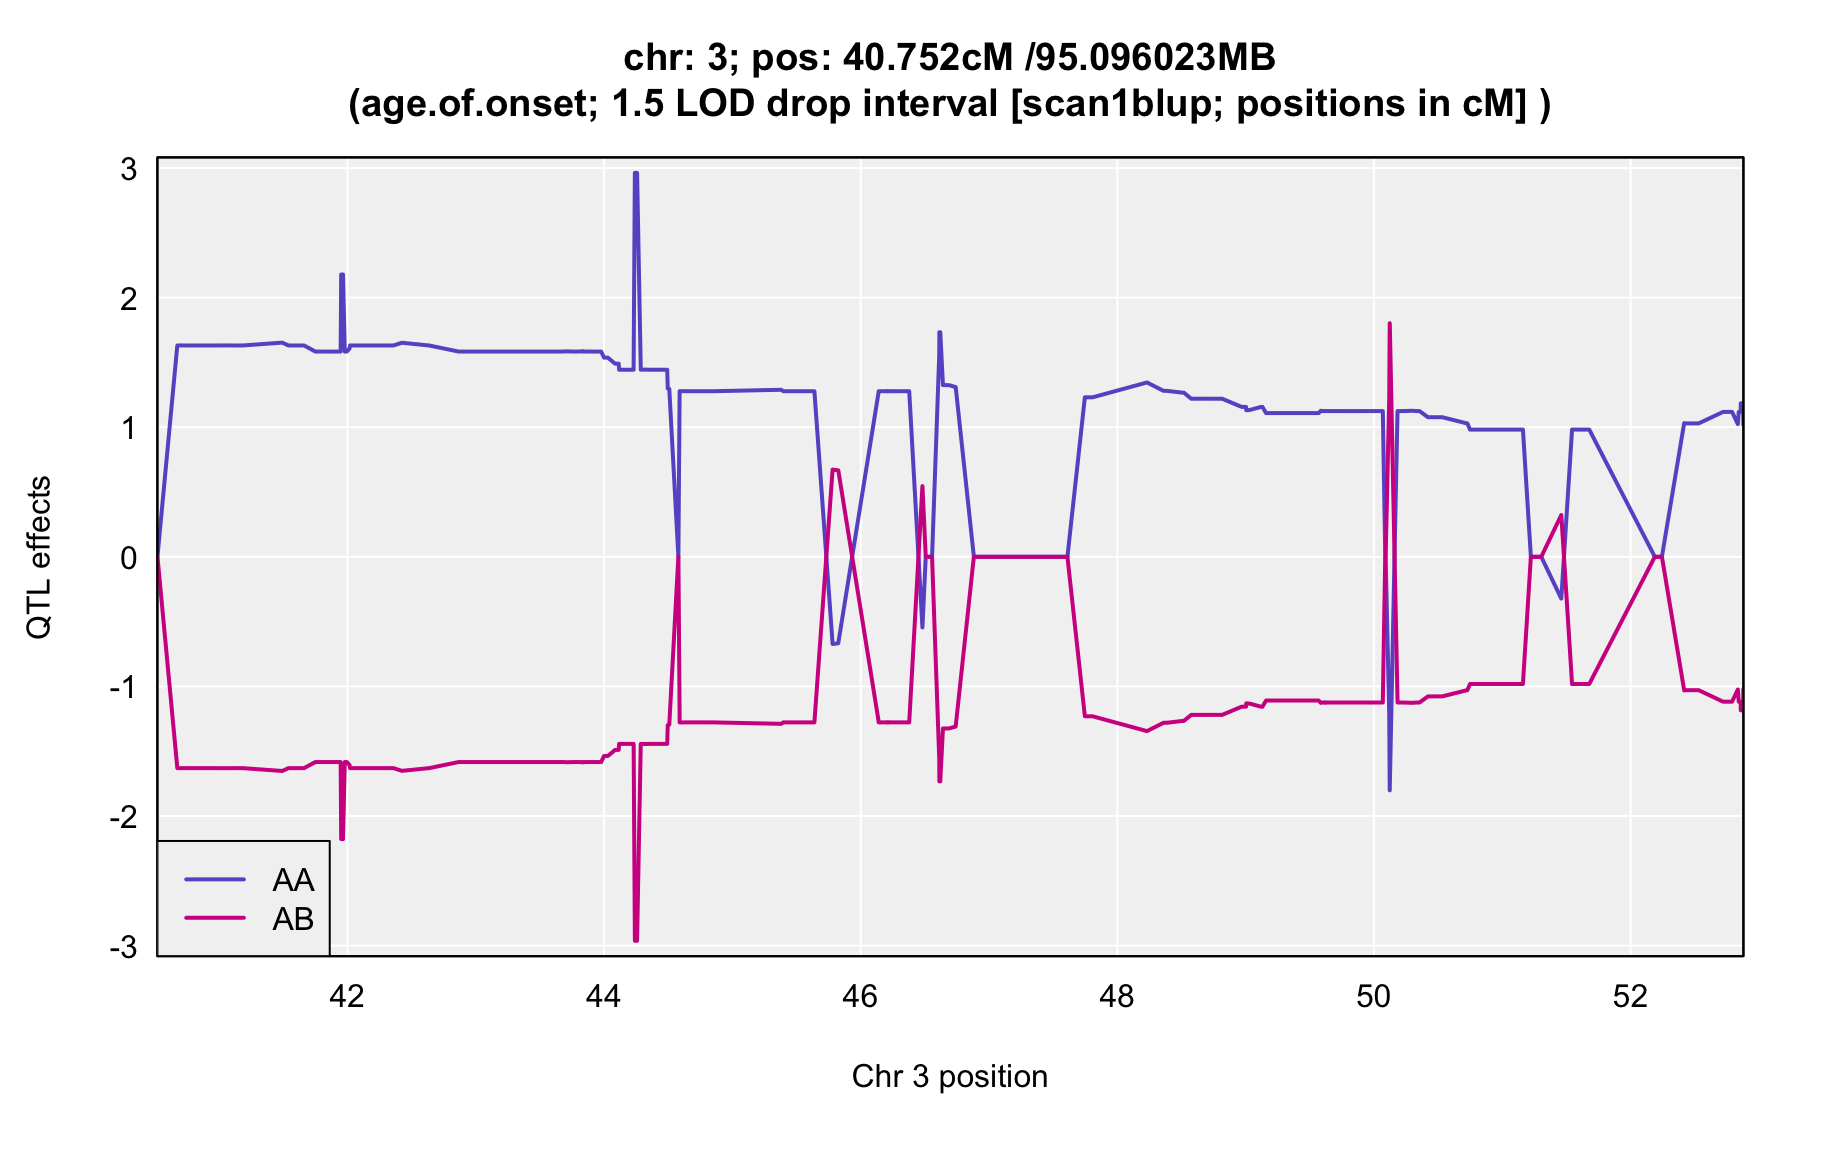 chr: 3; pos: 40.752cM /95.096023MB
(age.of.onset; 1.5 LOD drop interval [scan1blup; positions in cM] )
3
2
1
0
-1
-2
-3
QTL effects
AA
AB
42 44 46 48 50 52
Chr 3 position